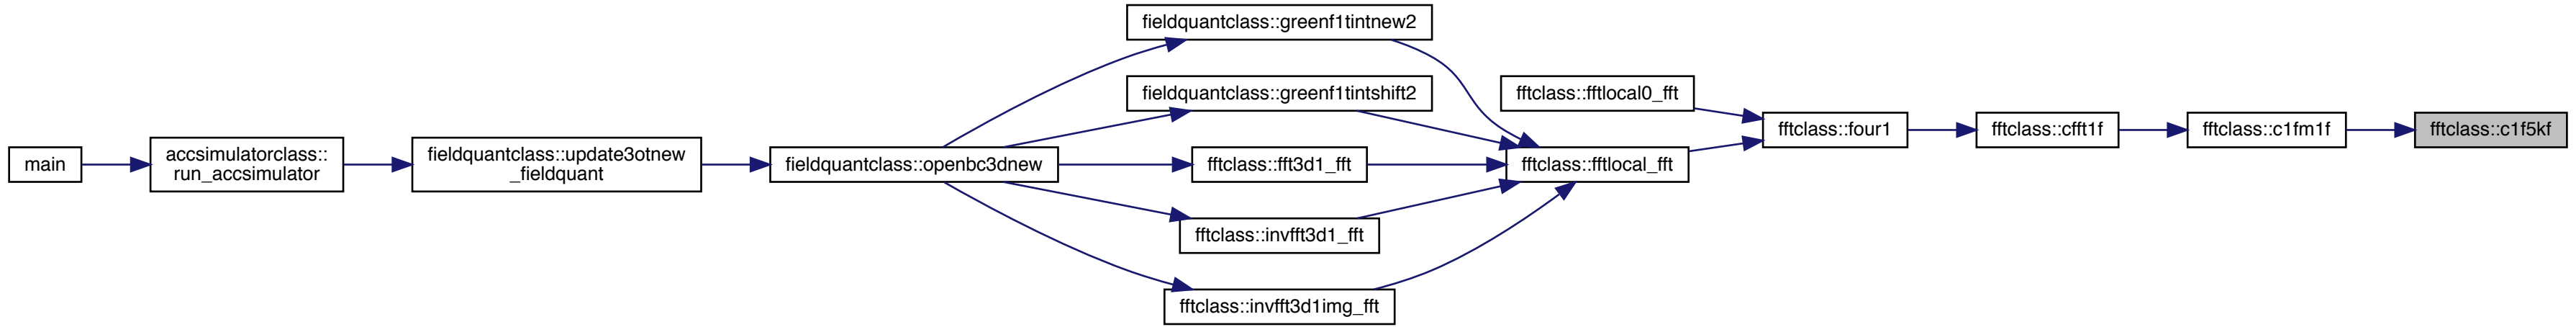 main
accsimulatorclass::
run_accsimulator
fieldquantclass::update3otnew
_fieldquant
fieldquantclass::openbc3dnew
fieldquantclass::greenf1tintnew2
fieldquantclass::greenf1tintshift2
fftclass::fft3d1_fft
fftclass::invfft3d1_fft
fftclass::invfft3d1img_fft
fftclass::fftlocal0_fft
fftclass::fftlocal_fft
fftclass::four1
fftclass::cfft1f
fftclass::c1fm1f
fftclass::c1f5kf